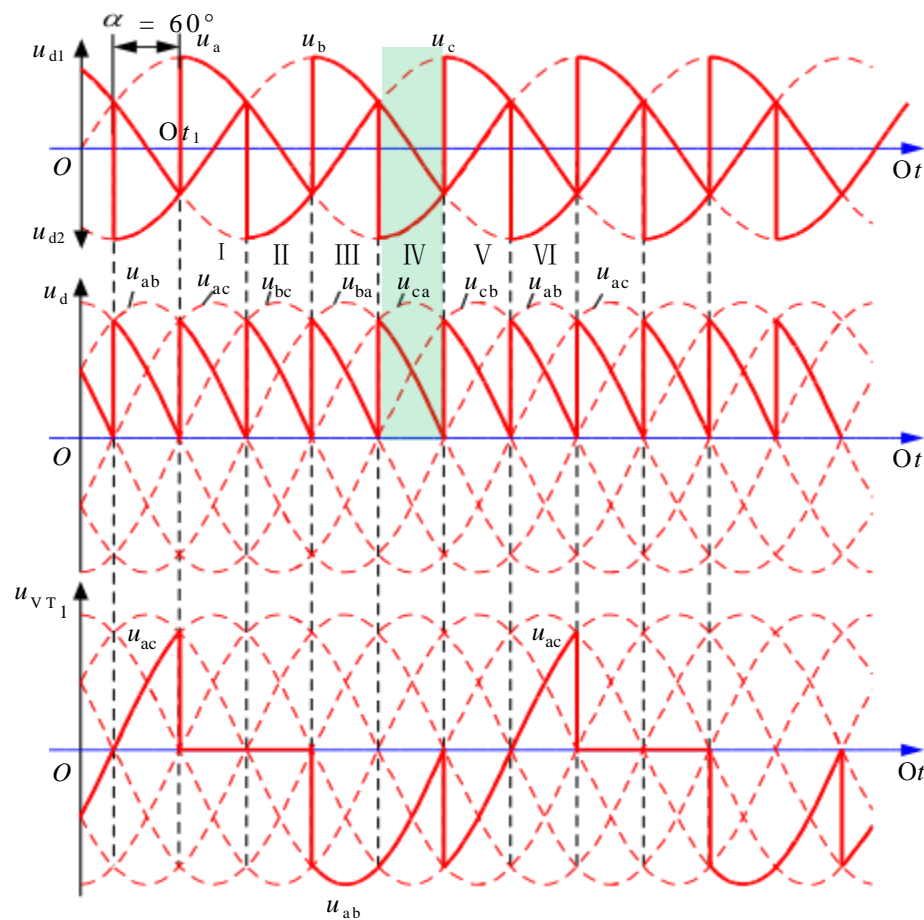 α = 60°
u_d1 u_a u_b u_c
Ot₁
O Ot
u_d2
I II III IV V VI
u_d u_ab u_ac u_bc u_ba u_ca u_cb u_ab u_ac
O Ot
u_VT₁
u_ac u_ac
O Ot
u_ab